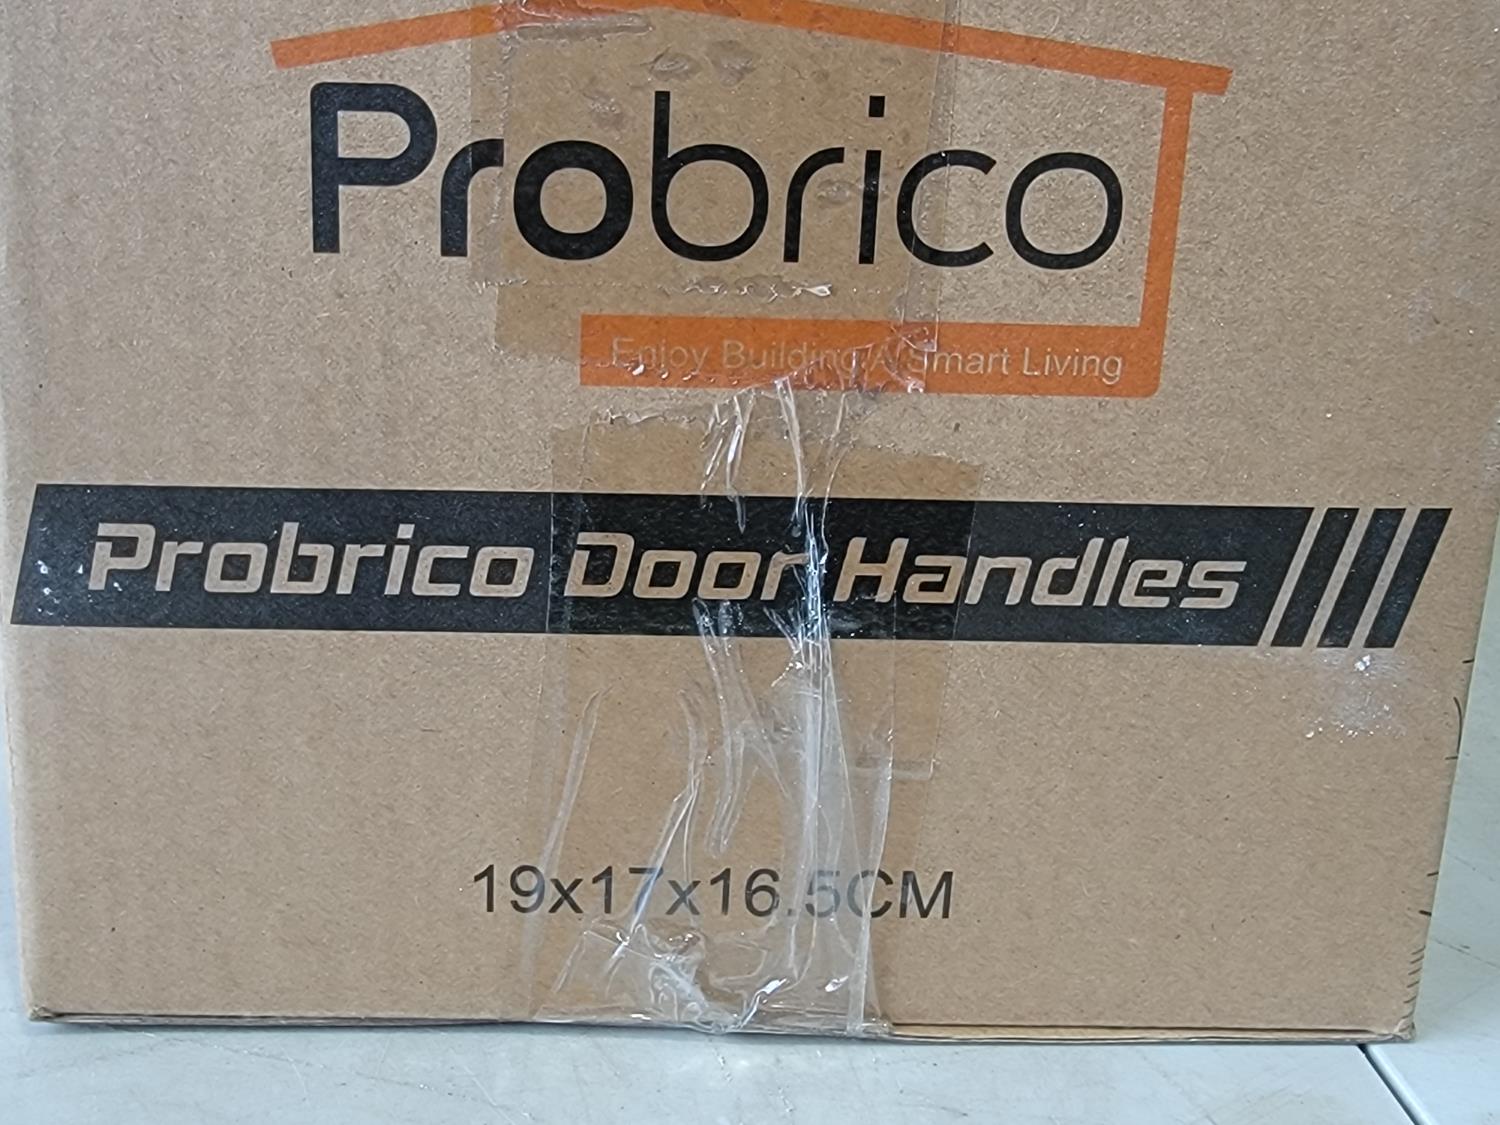 Probrico
Enjoy Building A Smart Living
Probrico Door Handles
19x17x16.5CM